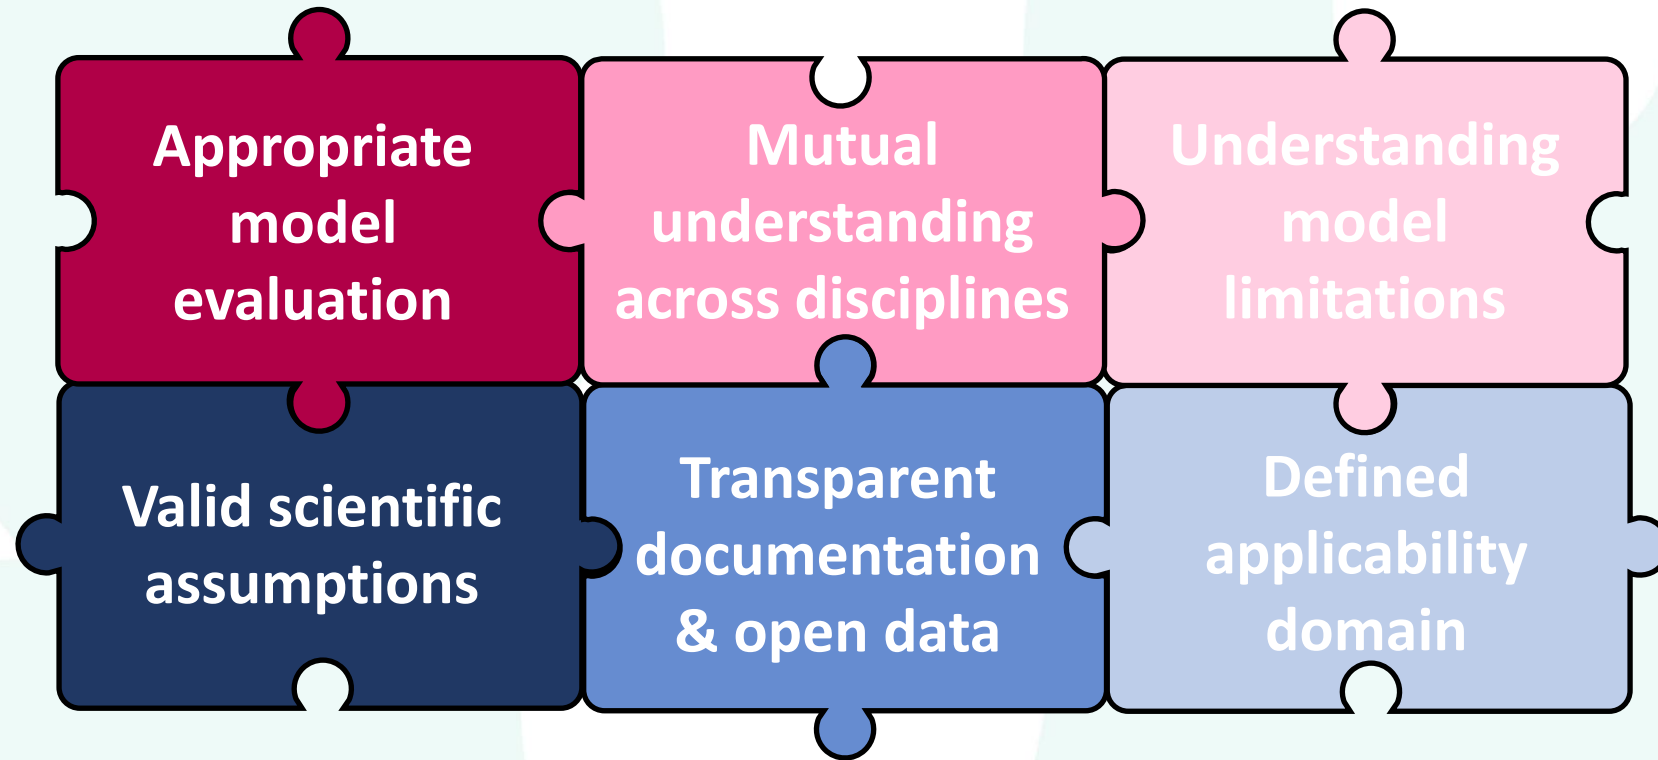 Appropriate
model
evaluation
Mutual
understanding
across disciplines
Understanding
model
limitations
Valid scientific
assumptions
Transparent
documentation
& open data
Defined
applicability
domain